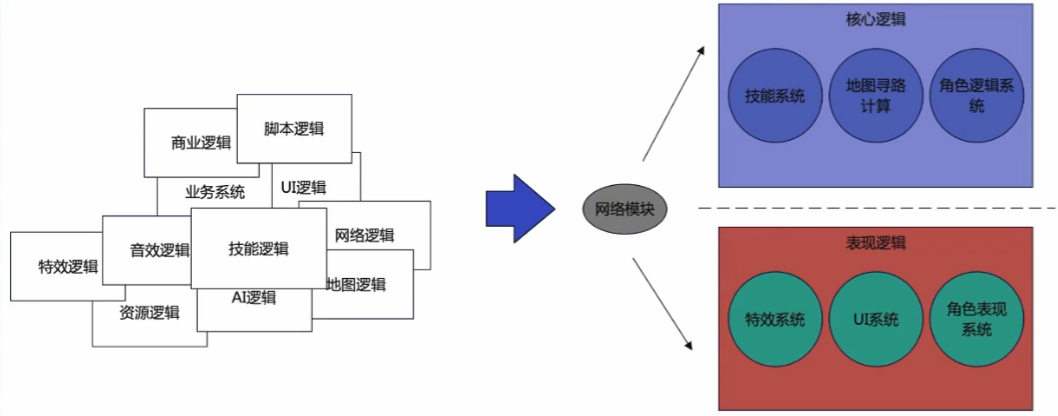 商业逻辑
脚本逻辑
业务系统
UI逻辑
特效逻辑
音效逻辑
技能逻辑
网络逻辑
资源逻辑
AI逻辑
地图逻辑
网络模块
核心逻辑
技能系统
地图寻路
计算
角色逻辑系
统
表现逻辑
特效系统
UI系统
角色表现
系统